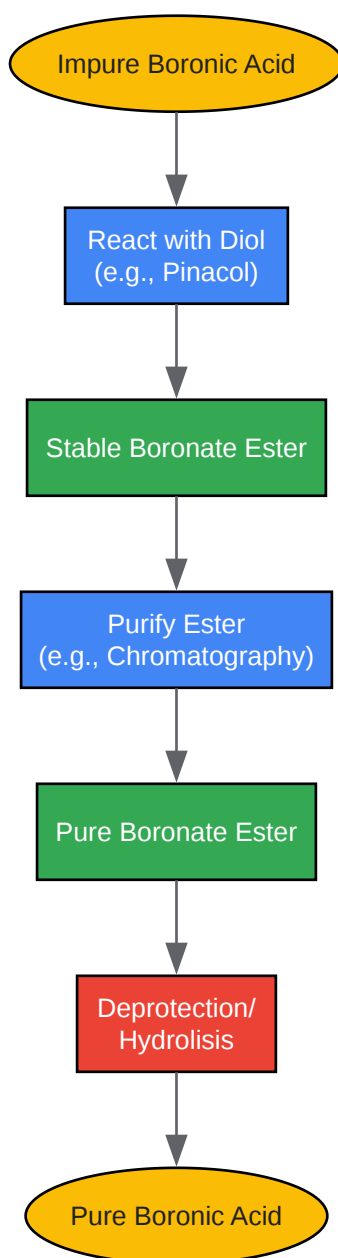 Impure Boronic Acid
React with Diol
(e.g., Pinacol)
Stable Boronate Ester
Purify Ester
(e.g., Chromatography)
Pure Boronate Ester
Deprotection/
Hydrolisis
Pure Boronic Acid